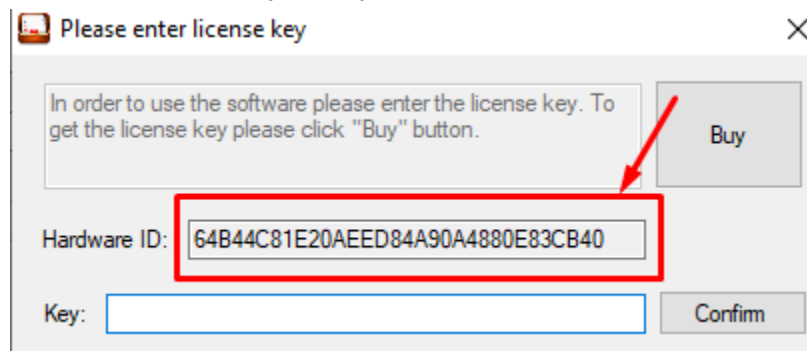 Please enter license key
In order to use the software please enter the license key. To
get the license key please click "Buy" button.
Buy
Hardware ID: 64B44C81E20AEED84A90A4880E83CB40
Key:
Confirm